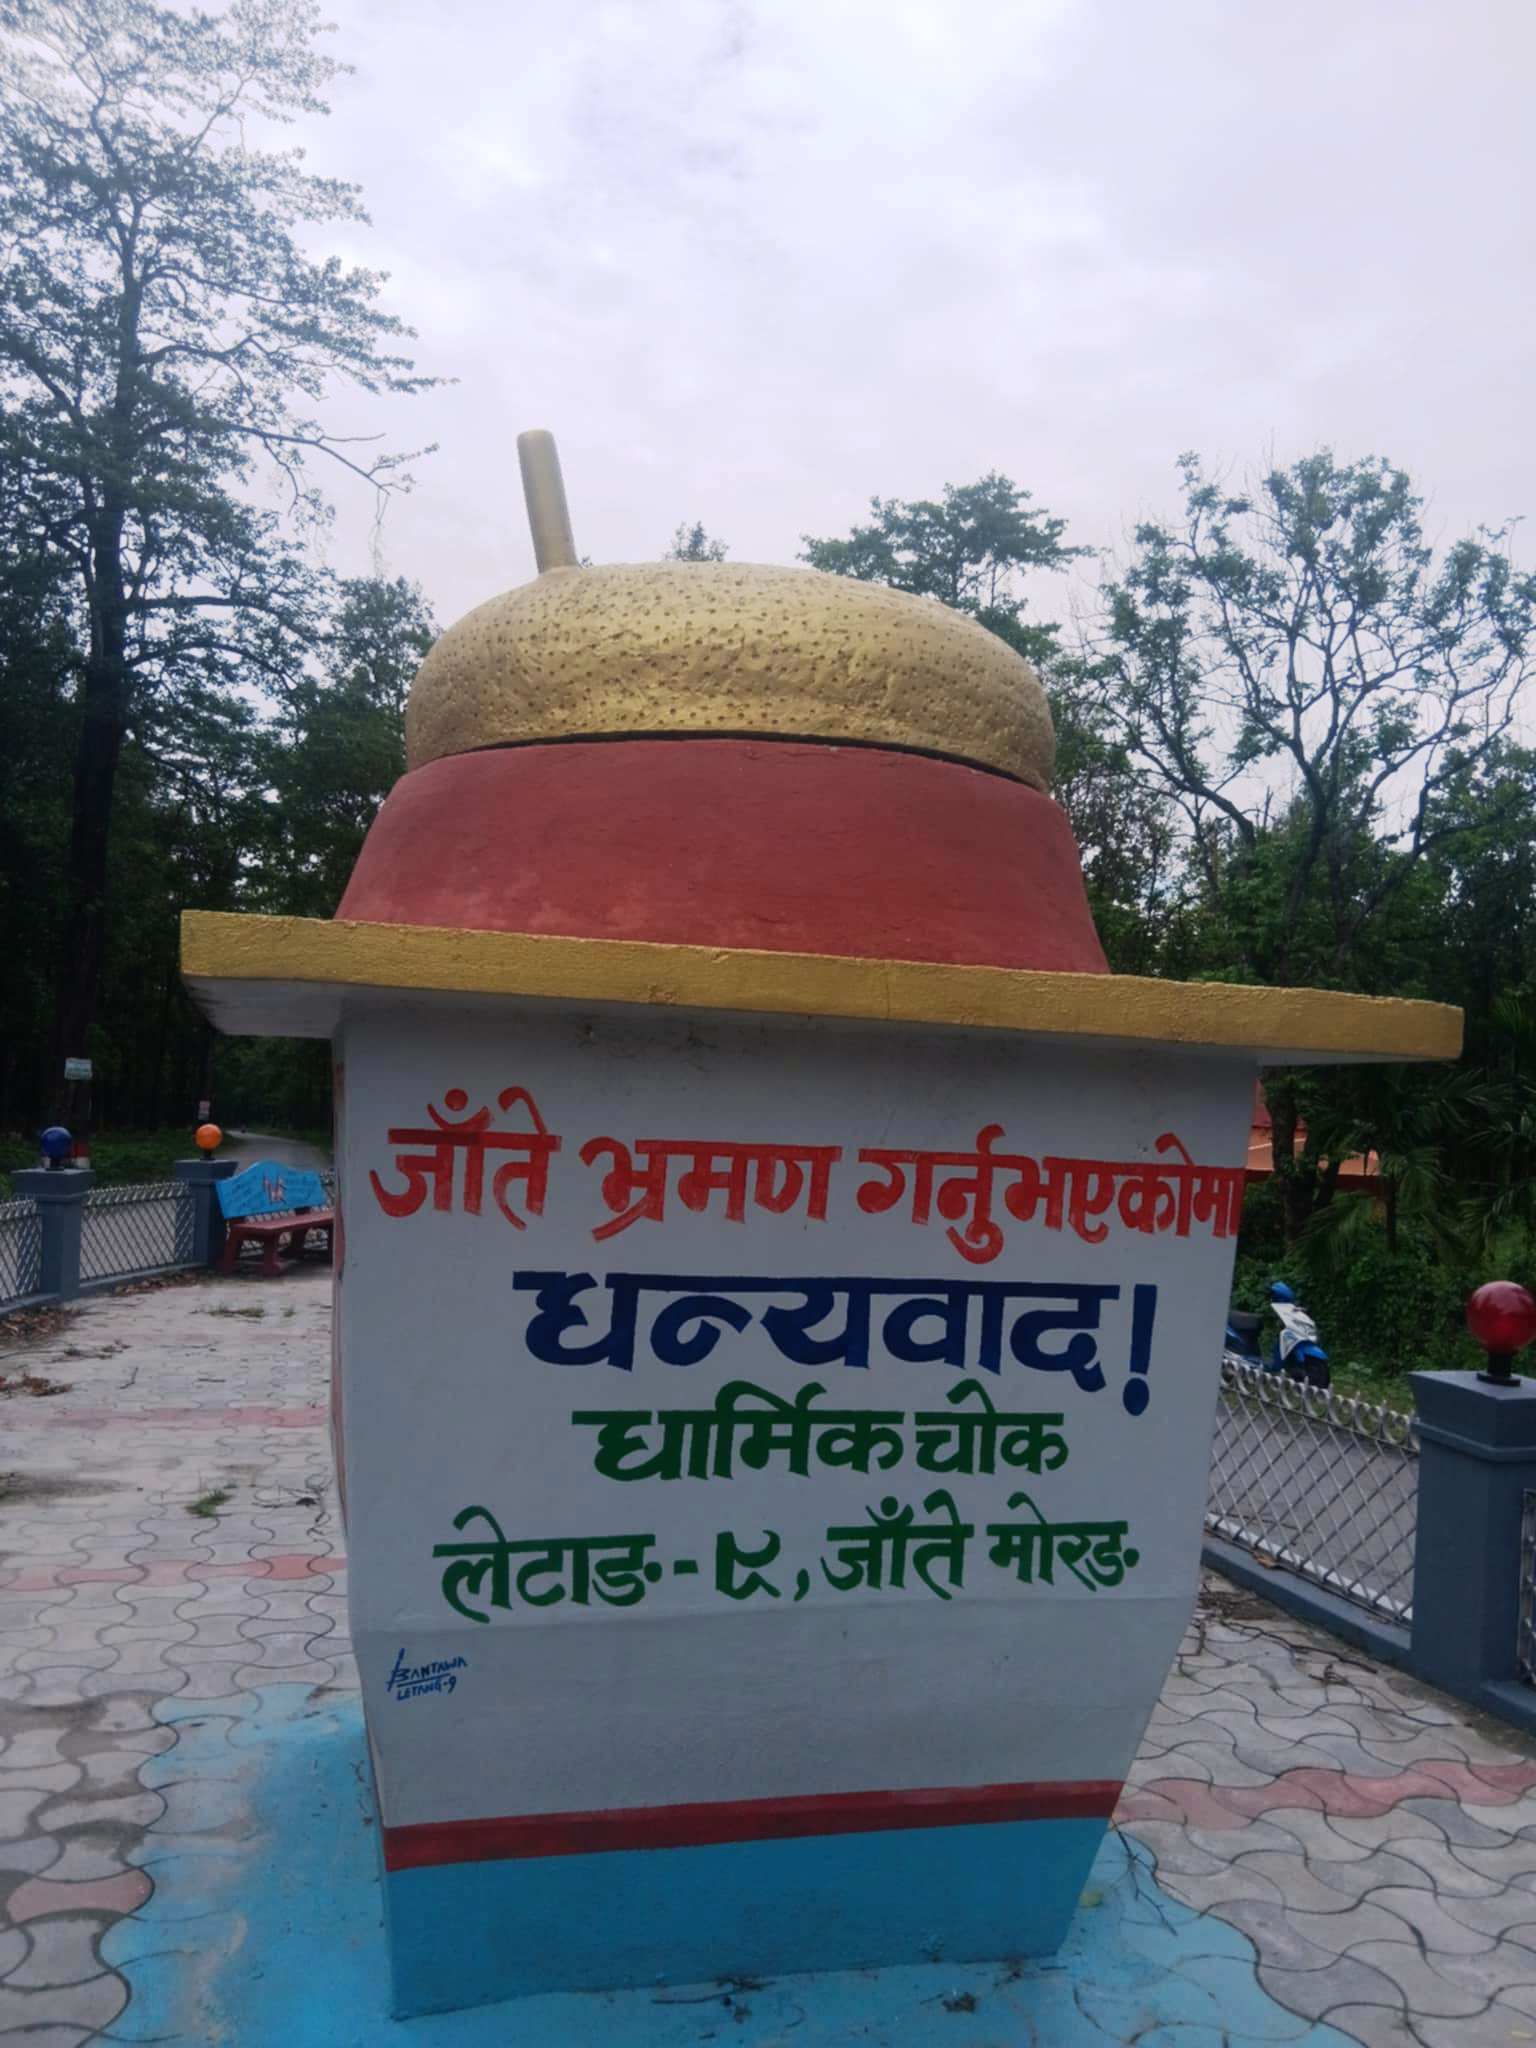 जाँते भ्रमण गर्नुभएकोमा
धन्यवाद!
धार्मिक चोक
लेटाङ-९, जाँते मोरङ
BANTAWA
LETANG-9